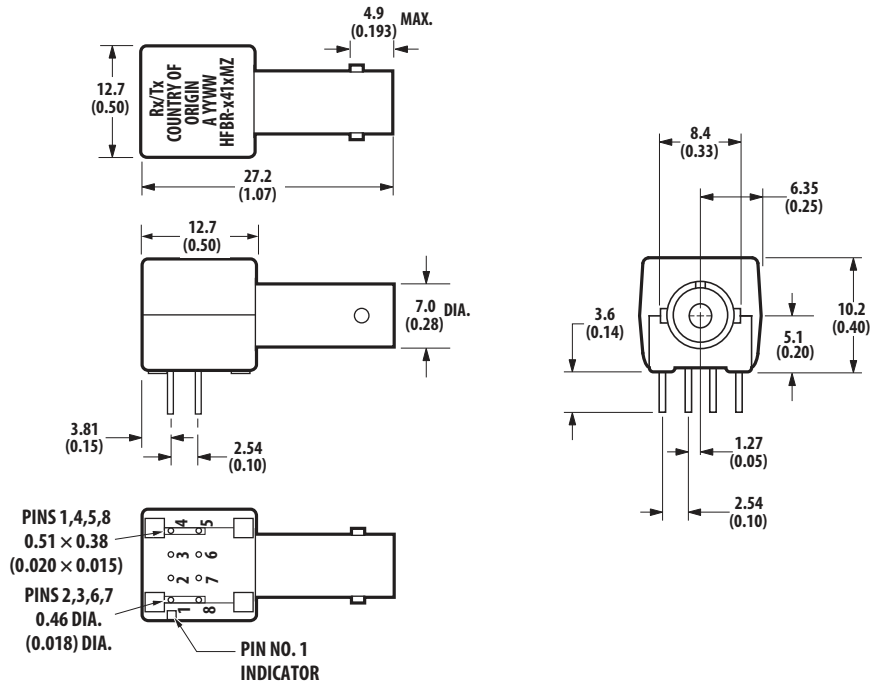 4.9
(0.193)
MAX.
12.7
(0.50)
Rx/Tx
COUNTRY OF
ORIGIN
A YYWW
HFBR-x41xMZ
27.2
(1.07)
8.4
(0.33)
6.35
(0.25)
12.7
(0.50)
7.0
(0.28)
DIA.
3.6
(0.14)
10.2
(0.40)
5.1
(0.20)
3.81
(0.15)
2.54
(0.10)
1.27
(0.05)
2.54
(0.10)
PINS 1,4,5,8
0.51 × 0.38
(0.020 × 0.015)
4 5
3 6
2 7
1 8
PINS 2,3,6,7
0.46 DIA.
(0.018) DIA.
PIN NO. 1
INDICATOR